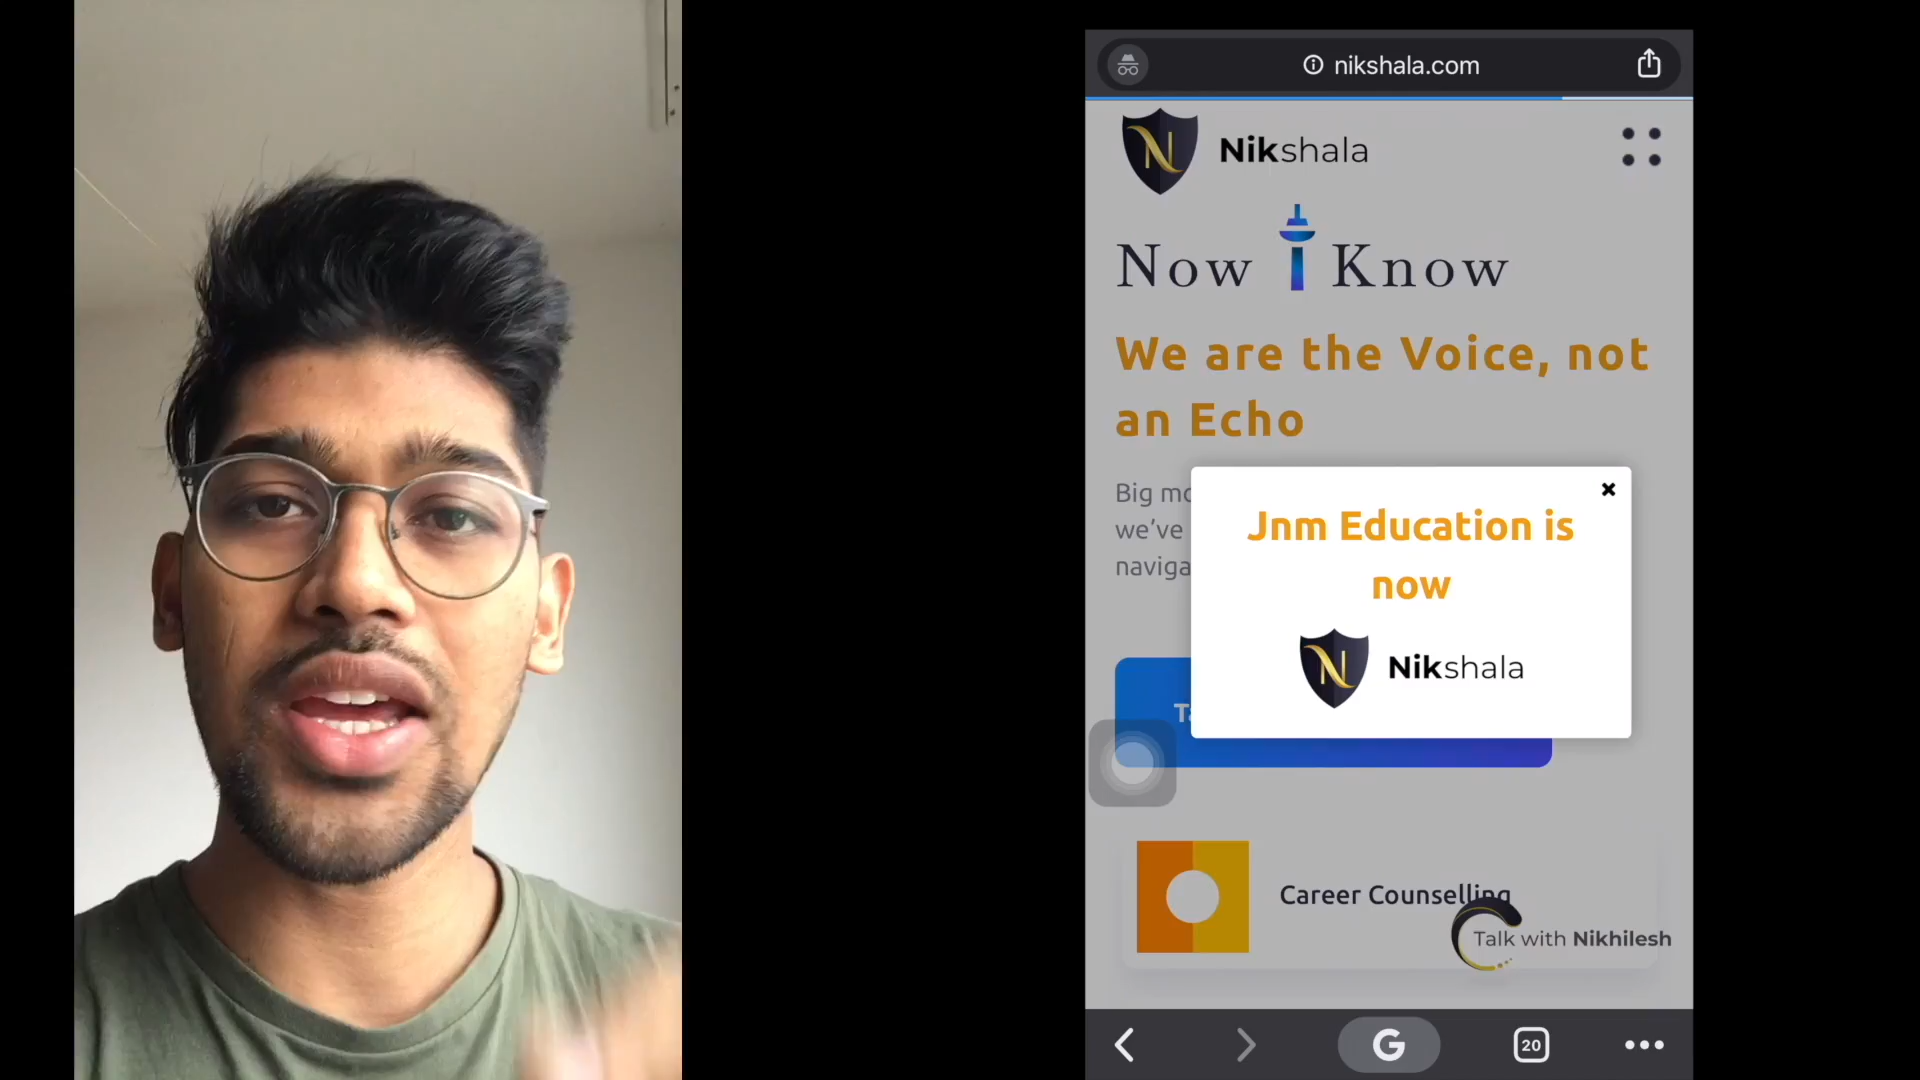 nikshala.com
N Nikshala
Now i Know
We are the Voice, not
an Echo
Big
we've
naviga
Jnm Education is
now
N Nikshala
Career Counselling
Talk with Nikhilesh
G
20